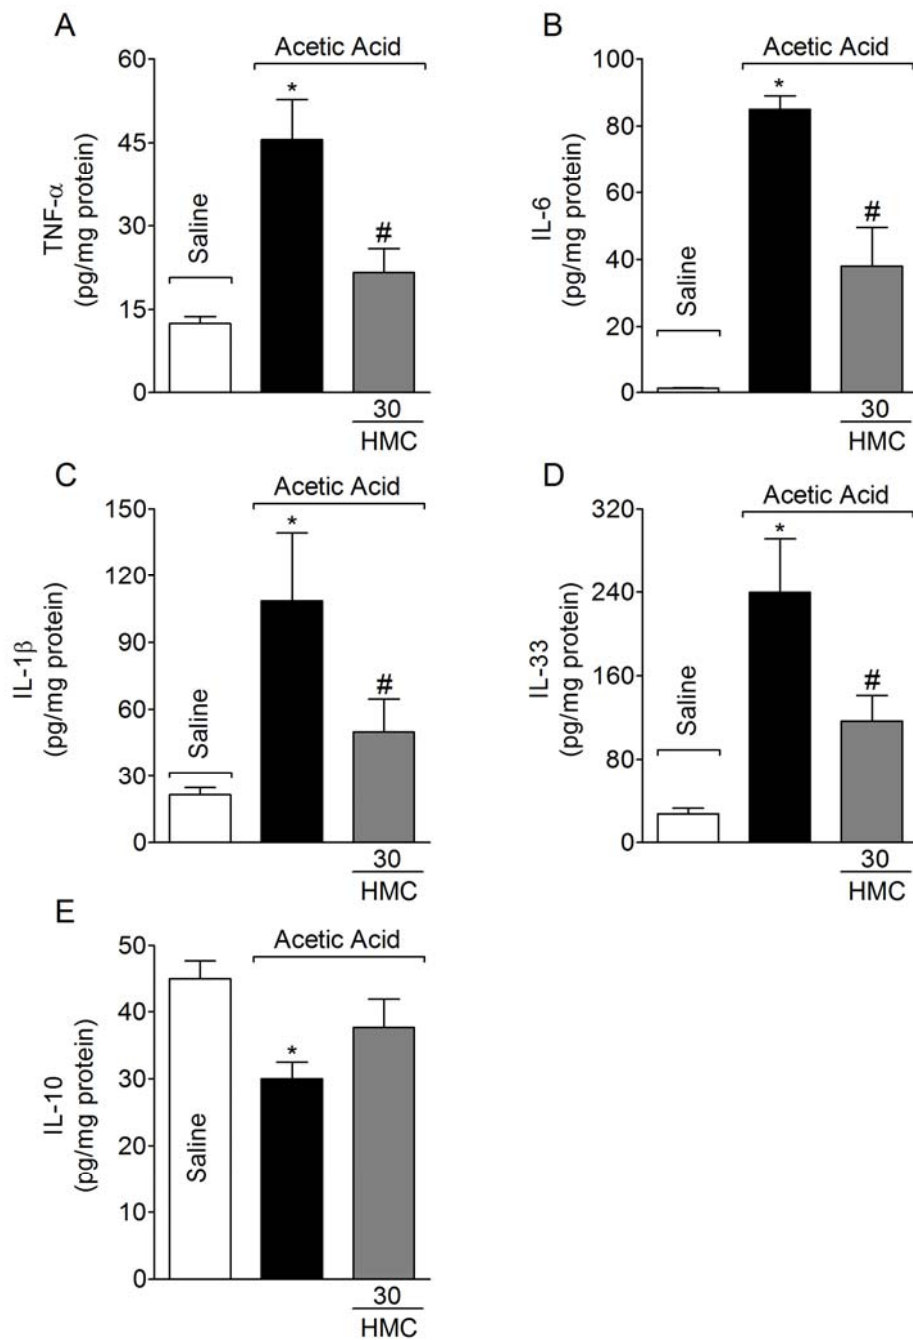 A
Acetic Acid
60
45
30
15
0
TNF-α
(pg/mg protein)
Saline
*
#
30
HMC
B
Acetic Acid
100
80
60
40
20
0
IL-6
(pg/mg protein)
Saline
*
#
30
HMC
C
Acetic Acid
150
120
90
60
30
0
IL-1β
(pg/mg protein)
Saline
*
#
30
HMC
D
Acetic Acid
320
240
160
80
0
IL-33
(pg/mg protein)
Saline
*
#
30
HMC
E
Acetic Acid
50
40
30
20
10
0
IL-10
(pg/mg protein)
Saline
*
30
HMC